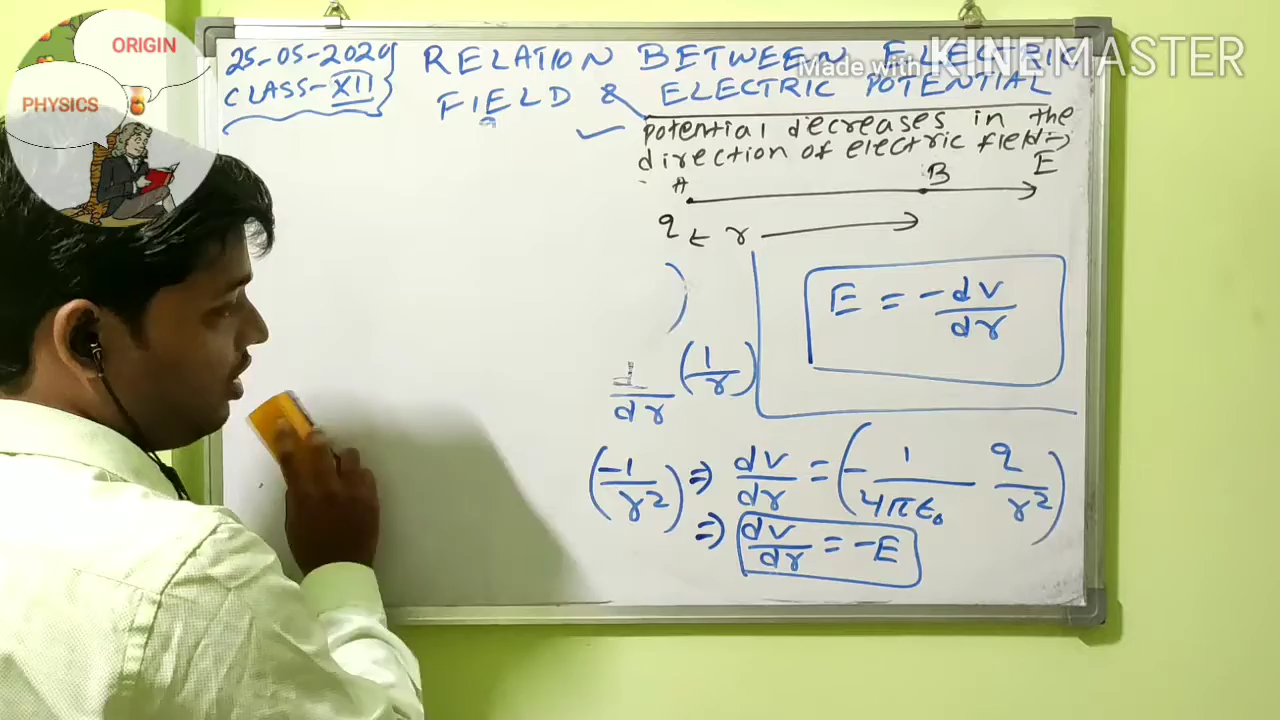 ORIGIN
PHYSICS
Made with KINEMASTER
25-05-2020
CLASS-XII
RELATION BETWEEN ELECTRIC
FIELD & ELECTRIC POTENTIAL
potential decreases in the
direction of electric field ⇒
A B E
q ← r →
E = -dv/dr
d/dr (1/r)
(-1/r²) ⇒ dv/dr = (- 1/4πε₀ q/r²)
⇒ dv/dr = -E